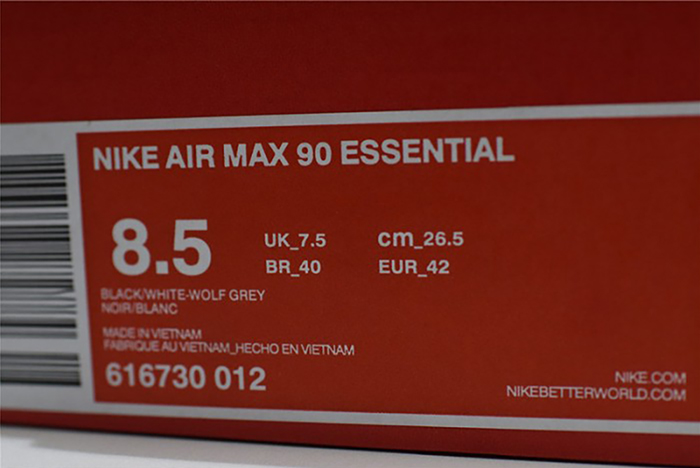 NIKE AIR MAX 90 ESSENTIAL
8.5
UK_7.5 cm_26.5
BR_40 EUR_42
BLACK/WHITE-WOLF GREY
NOIR/BLANC
MADE IN VIETNAM
FABRIQUE AU VIETNAM_HECHO EN VIETNAM
616730 012
NIKE.COM
NIKEBETTERWORLD.COM